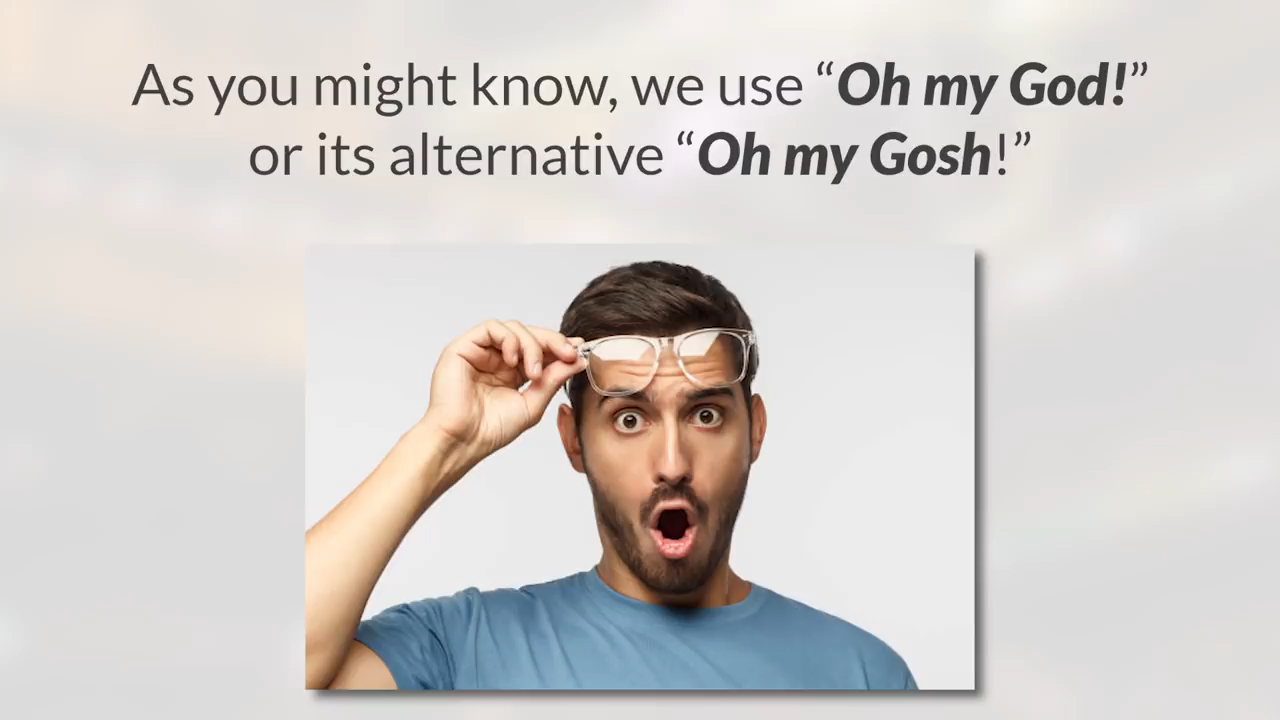 As you might know, we use “Oh my God!”
or its alternative “Oh my Gosh!”